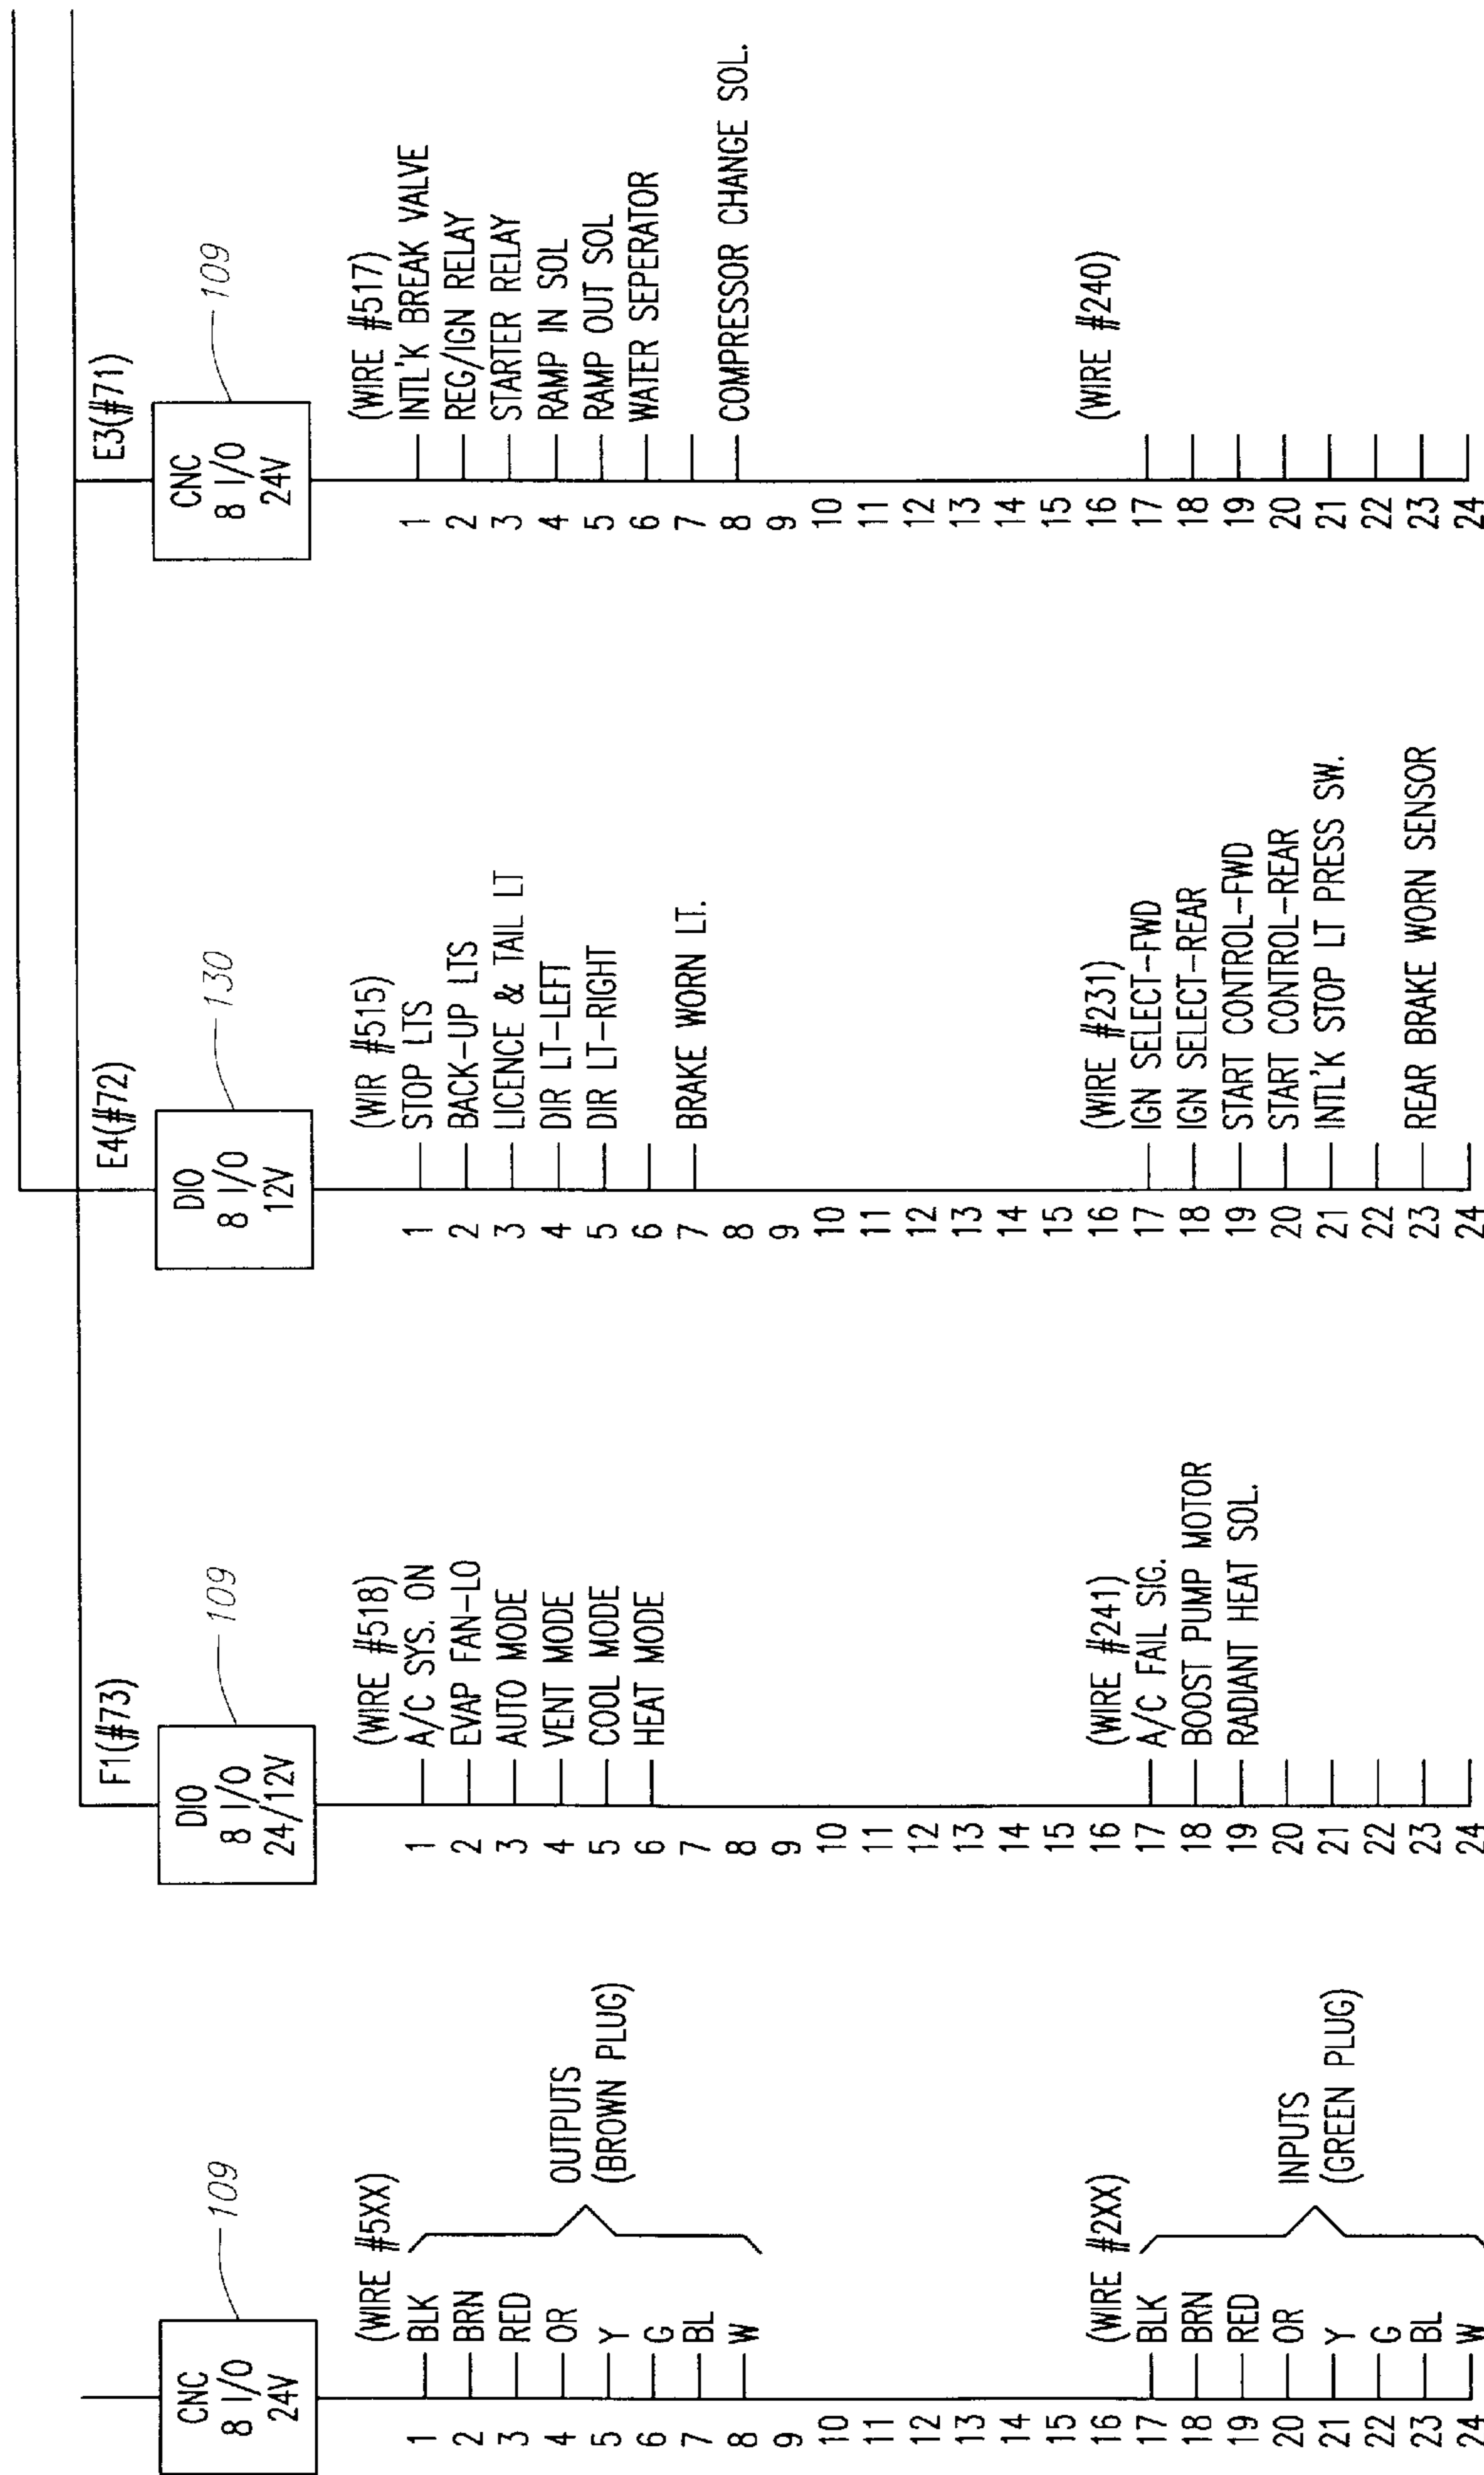 CNC
8 I/O
24V
109
(WIRE #5XX)
1 BLK
2 BRN
3 RED
4 OR
5 Y
6 G
7 BL
8 W
OUTPUTS
(BROWN PLUG)
9
10
11
12
13
14
15
16 (WIRE #2XX)
17 BLK
18 BRN
19 RED
20 OR
21 Y
22 G
23 BL
24 W
INPUTS
(GREEN PLUG)
F1(#73)
DIO
8 I/O
24/12V
109
(WIRE #518)
1 A/C SYS. ON
2 EVAP FAN-LO
3 AUTO MODE
4 VENT MODE
5 COOL MODE
6 HEAT MODE
7
8
9
10
11
12
13
14
15
16 (WIRE #241)
17 A/C FAIL SIG.
18 BOOST PUMP MOTOR
19 RADIANT HEAT SOL.
20
21
22
23
24
E4(#72)
DIO
8 I/O
12V
130
(WIR #515)
1 STOP LTS
2 BACK-UP LTS
3 LICENCE & TAIL LT
4 DIR LT-LEFT
5 DIR LT-RIGHT
6
7 BRAKE WORN LT.
8
9
10
11
12
13
14
15
16 (WIRE #231)
17 IGN SELECT-FWD
18 IGN SELECT-REAR
19 START CONTROL-FWD
20 START CONTROL-REAR
21 INTL'K STOP LT PRESS SW.
22
23 REAR BRAKE WORN SENSOR
24
E3(#71)
CNC
8 I/O
24V
109
(WIRE #517)
1 INTL'K BREAK VALVE
2 REG/IGN RELAY
3 STARTER RELAY
4 RAMP IN SOL
5 RAMP OUT SOL
6 WATER SEPERATOR
7
8 COMPRESSOR CHANGE SOL.
9
10
11
12
13
14
15
16 (WIRE #240)
17
18
19
20
21
22
23
24